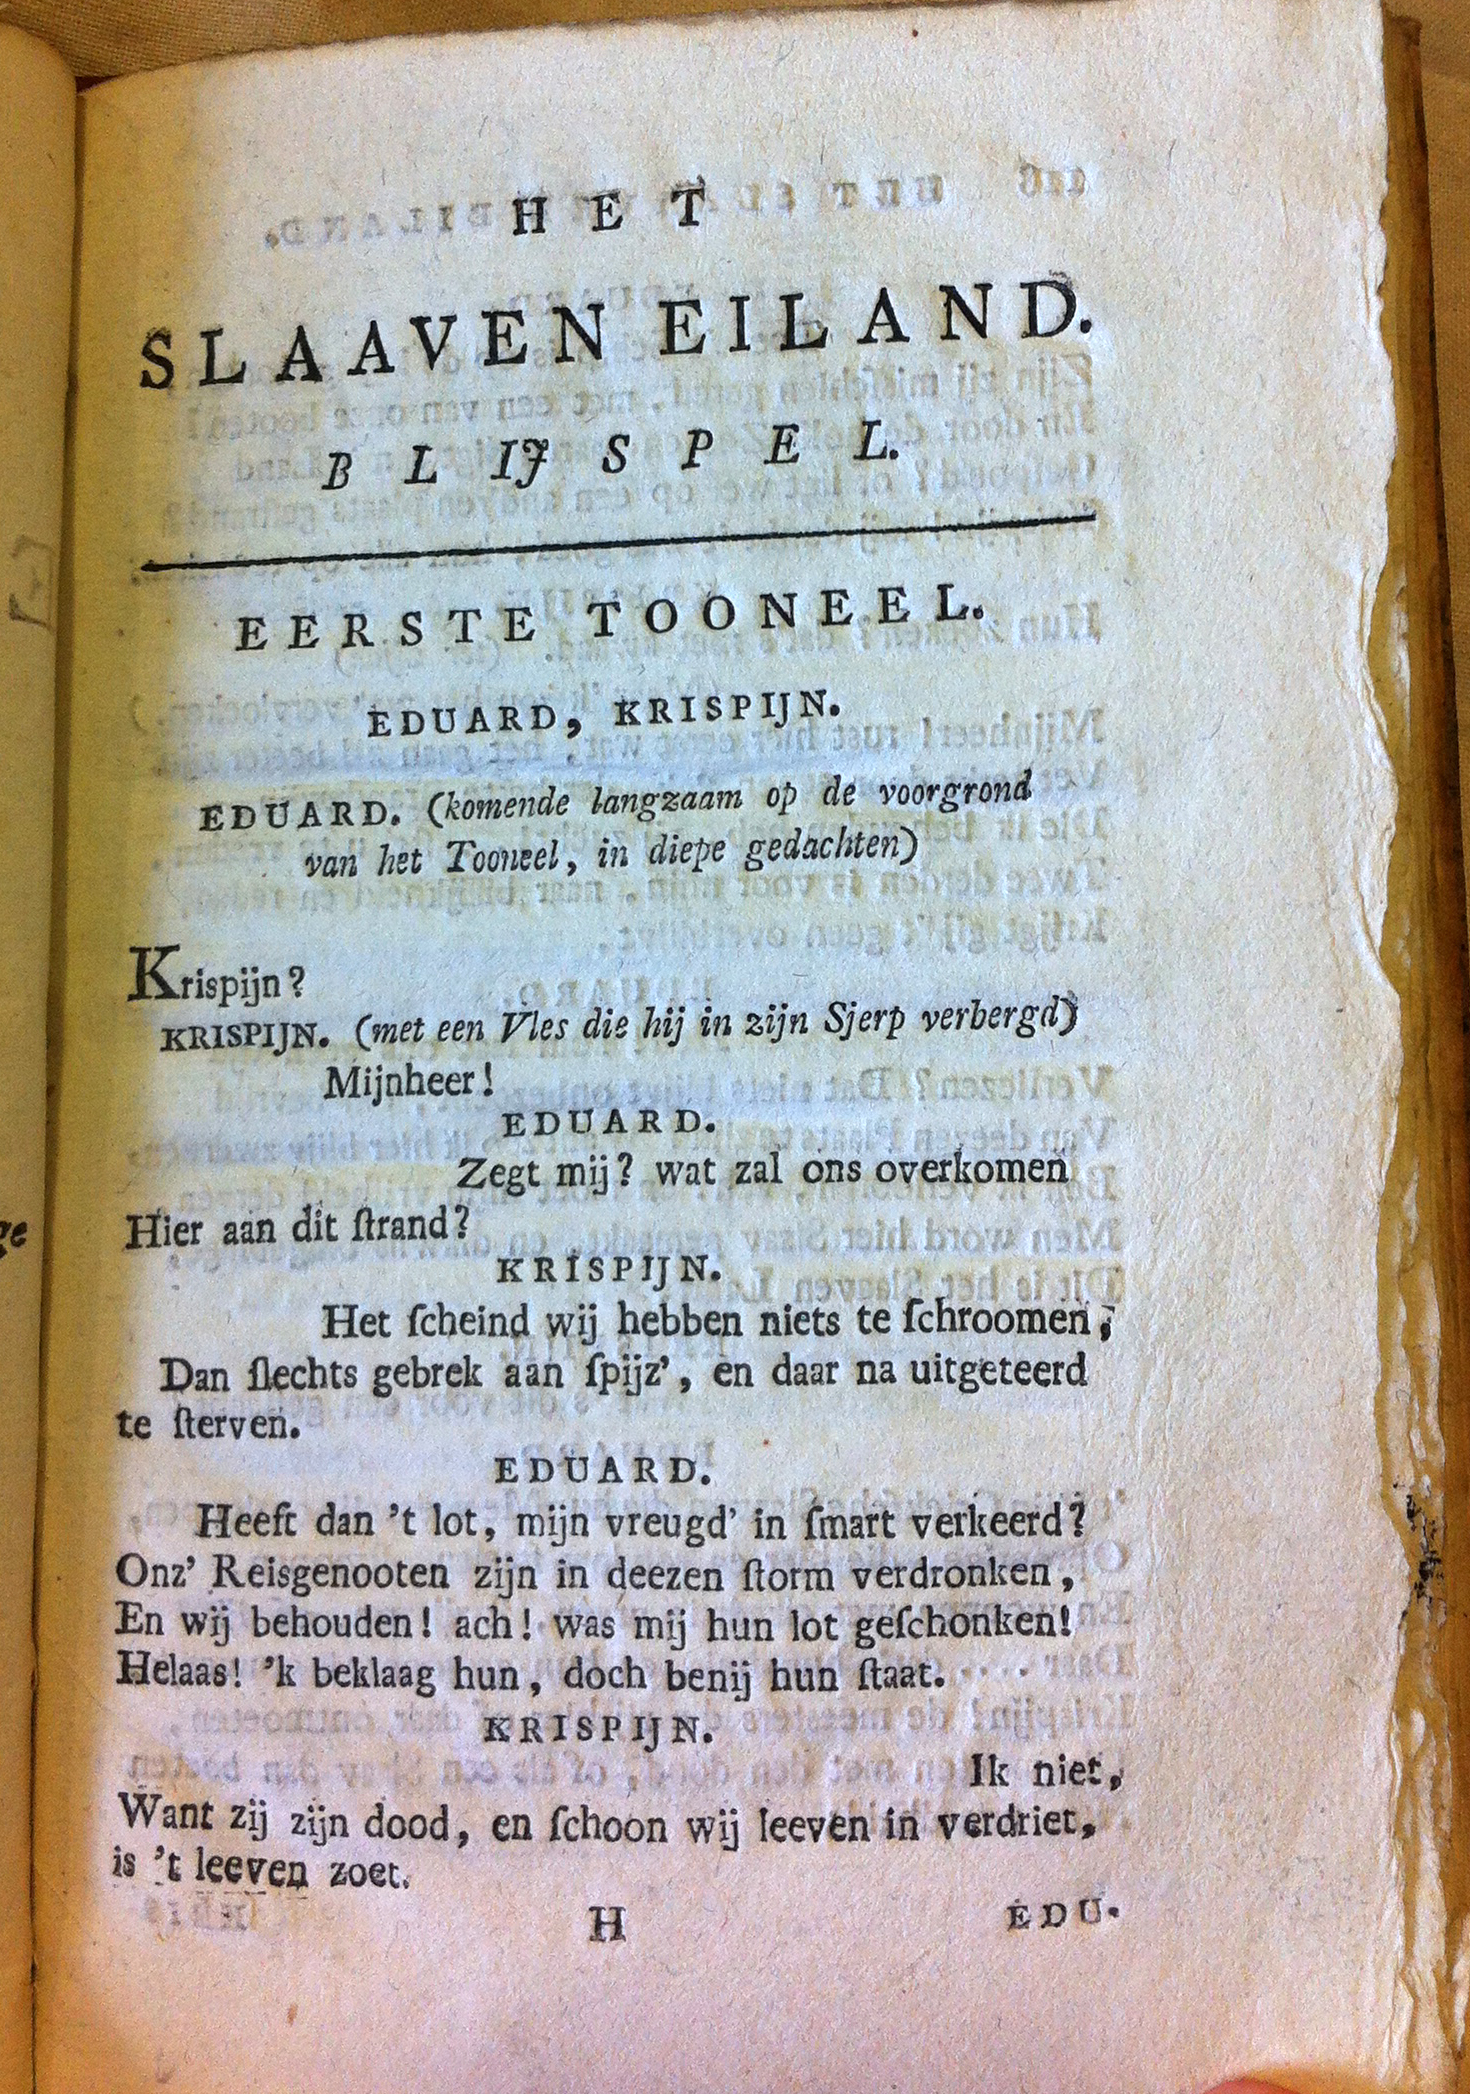 HET
SLAAVEN EILAND.
BLIJSPEL.
EERSTE TOONEEL.
EDUARD, KRISPIJN.
EDUARD. (komende langzaam op de voorgrond
van het Tooneel, in diepe gedachten)
Krispijn?
KRISPIJN. (met een Vles die hij in zijn Sjerp verbergd)
Mijnheer!
EDUARD.
Zegt mij? wat zal ons overkomen
Hier aan dit ſtrand?
KRISPIJN.
Het ſcheind wij hebben niets te ſchroomen,
Dan ſlechts gebrek aan ſpijz', en daar na uitgeteerd
te ſterven.
EDUARD.
Heeft dan 't lot, mijn vreugd' in ſmart verkeerd?
Onz' Reisgenooten zijn in deezen ſtorm verdronken,
En wij behouden! ach! was mij hun lot geſchonken!
Helaas! 'k beklaag hun, doch benij hun ſtaat.
KRISPIJN.
Ik niet,
Want zij zijn dood, en ſchoon wij leeven in verdriet,
is 't leeven zoet.
H EDU-